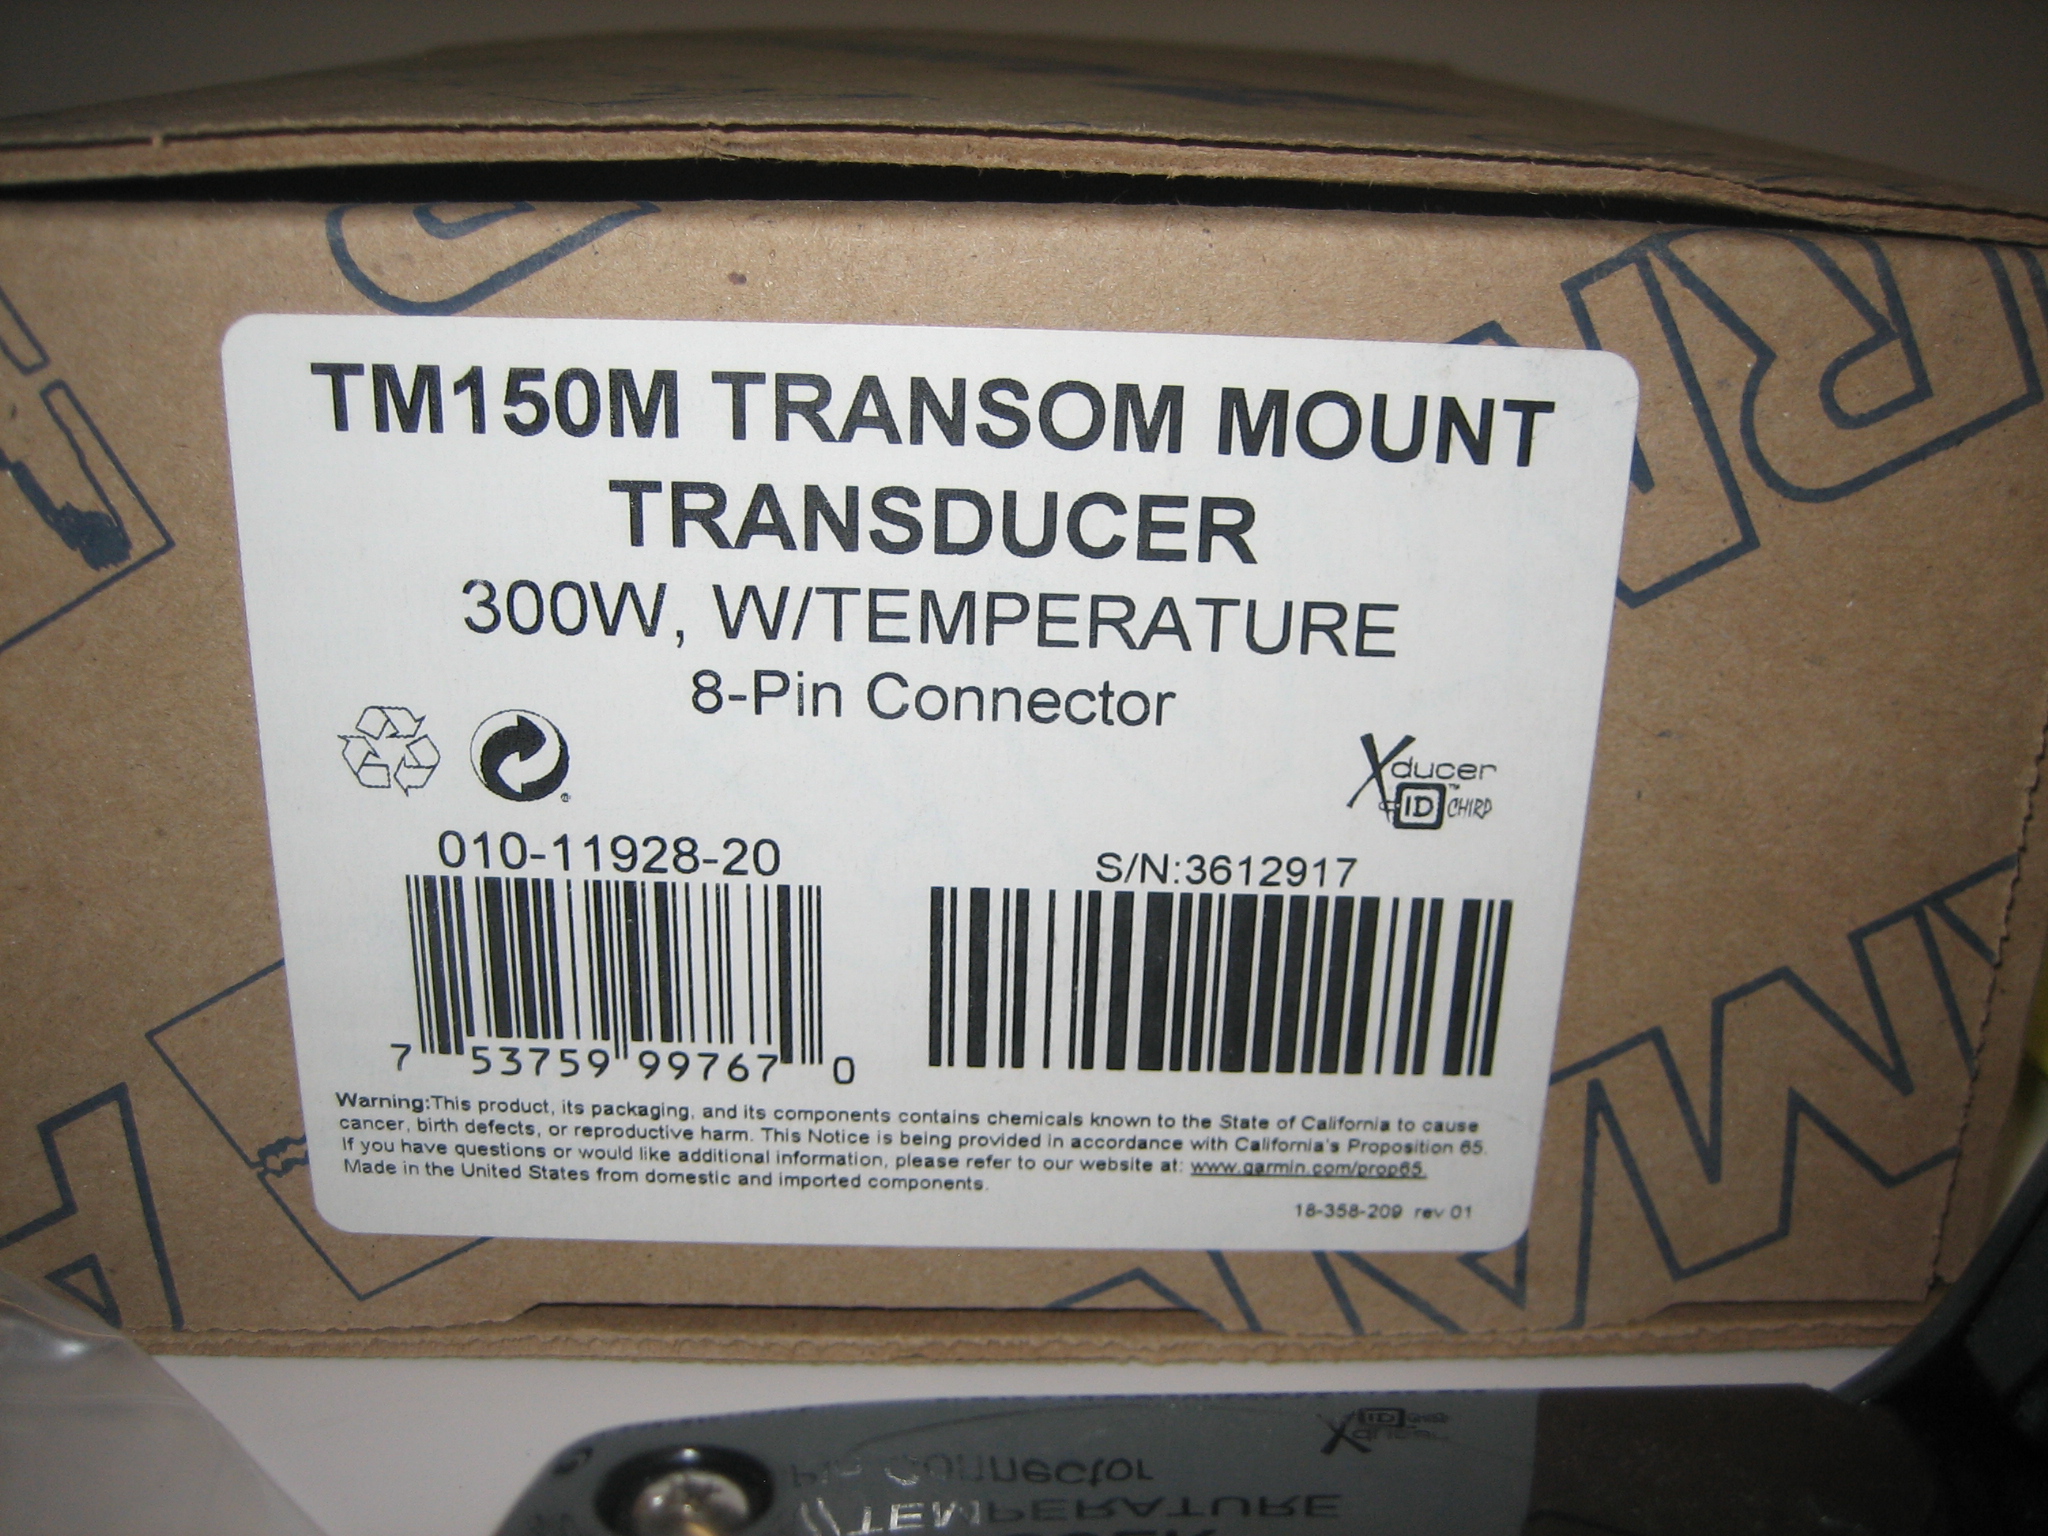 TM150M TRANSOM MOUNT
TRANSDUCER
300W, W/TEMPERATURE
8-Pin Connector
Xducer
ID™ CHIRP
010-11928-20
S/N:3612917
7 53759 99767 0
Warning:This product, its packaging, and its components contains chemicals known to the State of California to cause
cancer, birth defects, or reproductive harm. This Notice is being provided in accordance with California's Proposition 65.
If you have questions or would like additional information, please refer to our website at: www.garmin.com/prop65.
Made in the United States from domestic and imported components.
18-358-209 rev 01